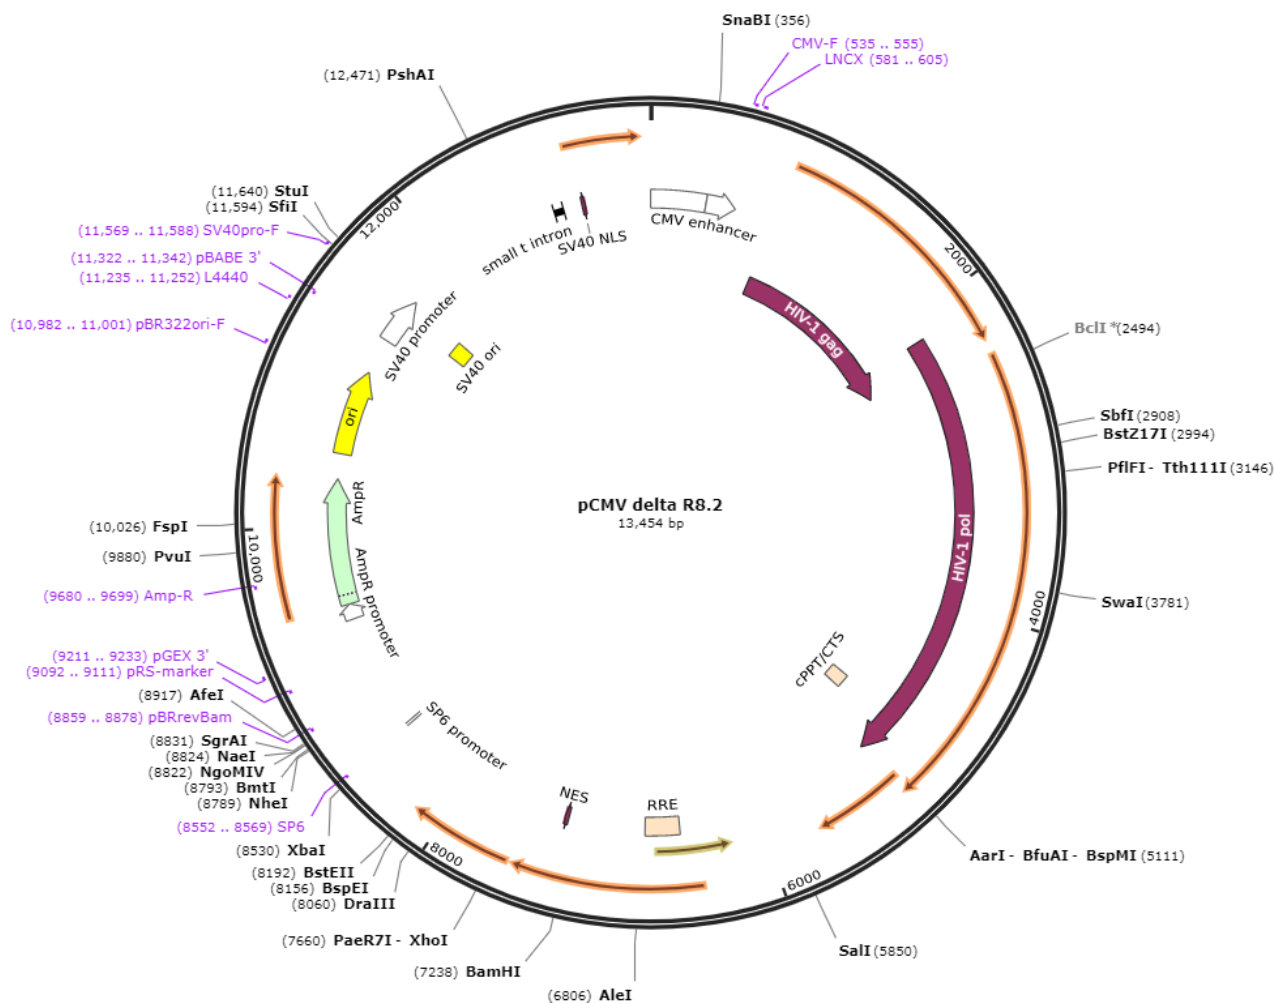 SnaBI (356)
CMV-F (535 .. 555)
LNCX (581 .. 605)
(12,471) PshAI
(11,640) StuI
(11,594) SfiI
(11,569 .. 11,588) SV40pro-F
(11,322 .. 11,342) pBABE 3'
(11,235 .. 11,252) L4440
(10,982 .. 11,001) pBR322ori-F
12,000
small t intron
SV40 NLS
CMV enhancer
2000
BclI * (2494)
HIV-1 gag
SV40 promoter
SV40 ori
ori
SbfI (2908)
BstZ17I (2994)
PflFI - Tth111I (3146)
pCMV delta R8.2
13,454 bp
AmpR
HIV-1 pol
(10,026) FspI
(9880) PvuI
10,000
(9680 .. 9699) Amp-R
AmpR promoter
SwaI (3781)
4000
cPPT/CTS
(9211 .. 9233) pGEX 3'
(9092 .. 9111) pRS-marker
(8917) AfeI
(8859 .. 8878) pBRrevBam
(8831) SgrAI
(8824) NaeI
(8822) NgoMIV
(8793) BmtI
(8789) NheI
(8552 .. 8569) SP6
SP6 promoter
NES
RRE
(8530) XbaI
(8192) BstEII
(8156) BspEI
(8060) DraIII
8000
6000
AarI - BfuAI - BspMI (5111)
(7660) PaeR7I - XhoI
SalI (5850)
(7238) BamHI
(6806) AleI